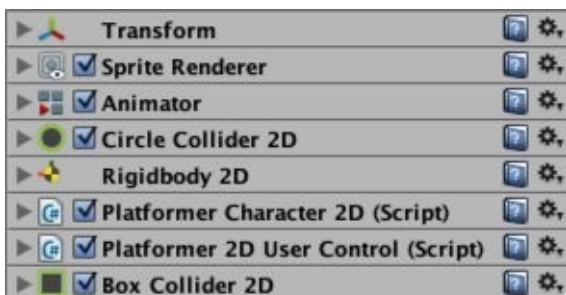 Transform
Sprite Renderer
Animator
Circle Collider 2D
Rigidbody 2D
Platformer Character 2D (Script)
Platformer 2D User Control (Script)
Box Collider 2D